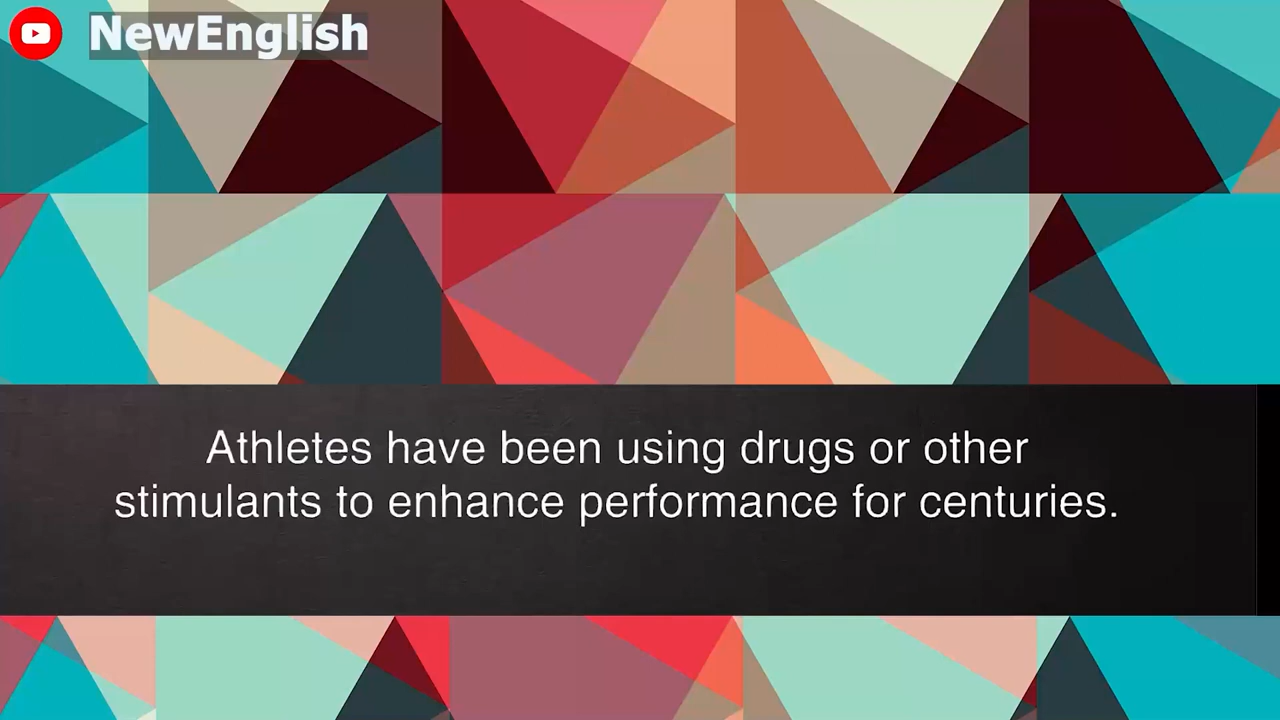 NewEnglish
Athletes have been using drugs or other
stimulants to enhance performance for centuries.